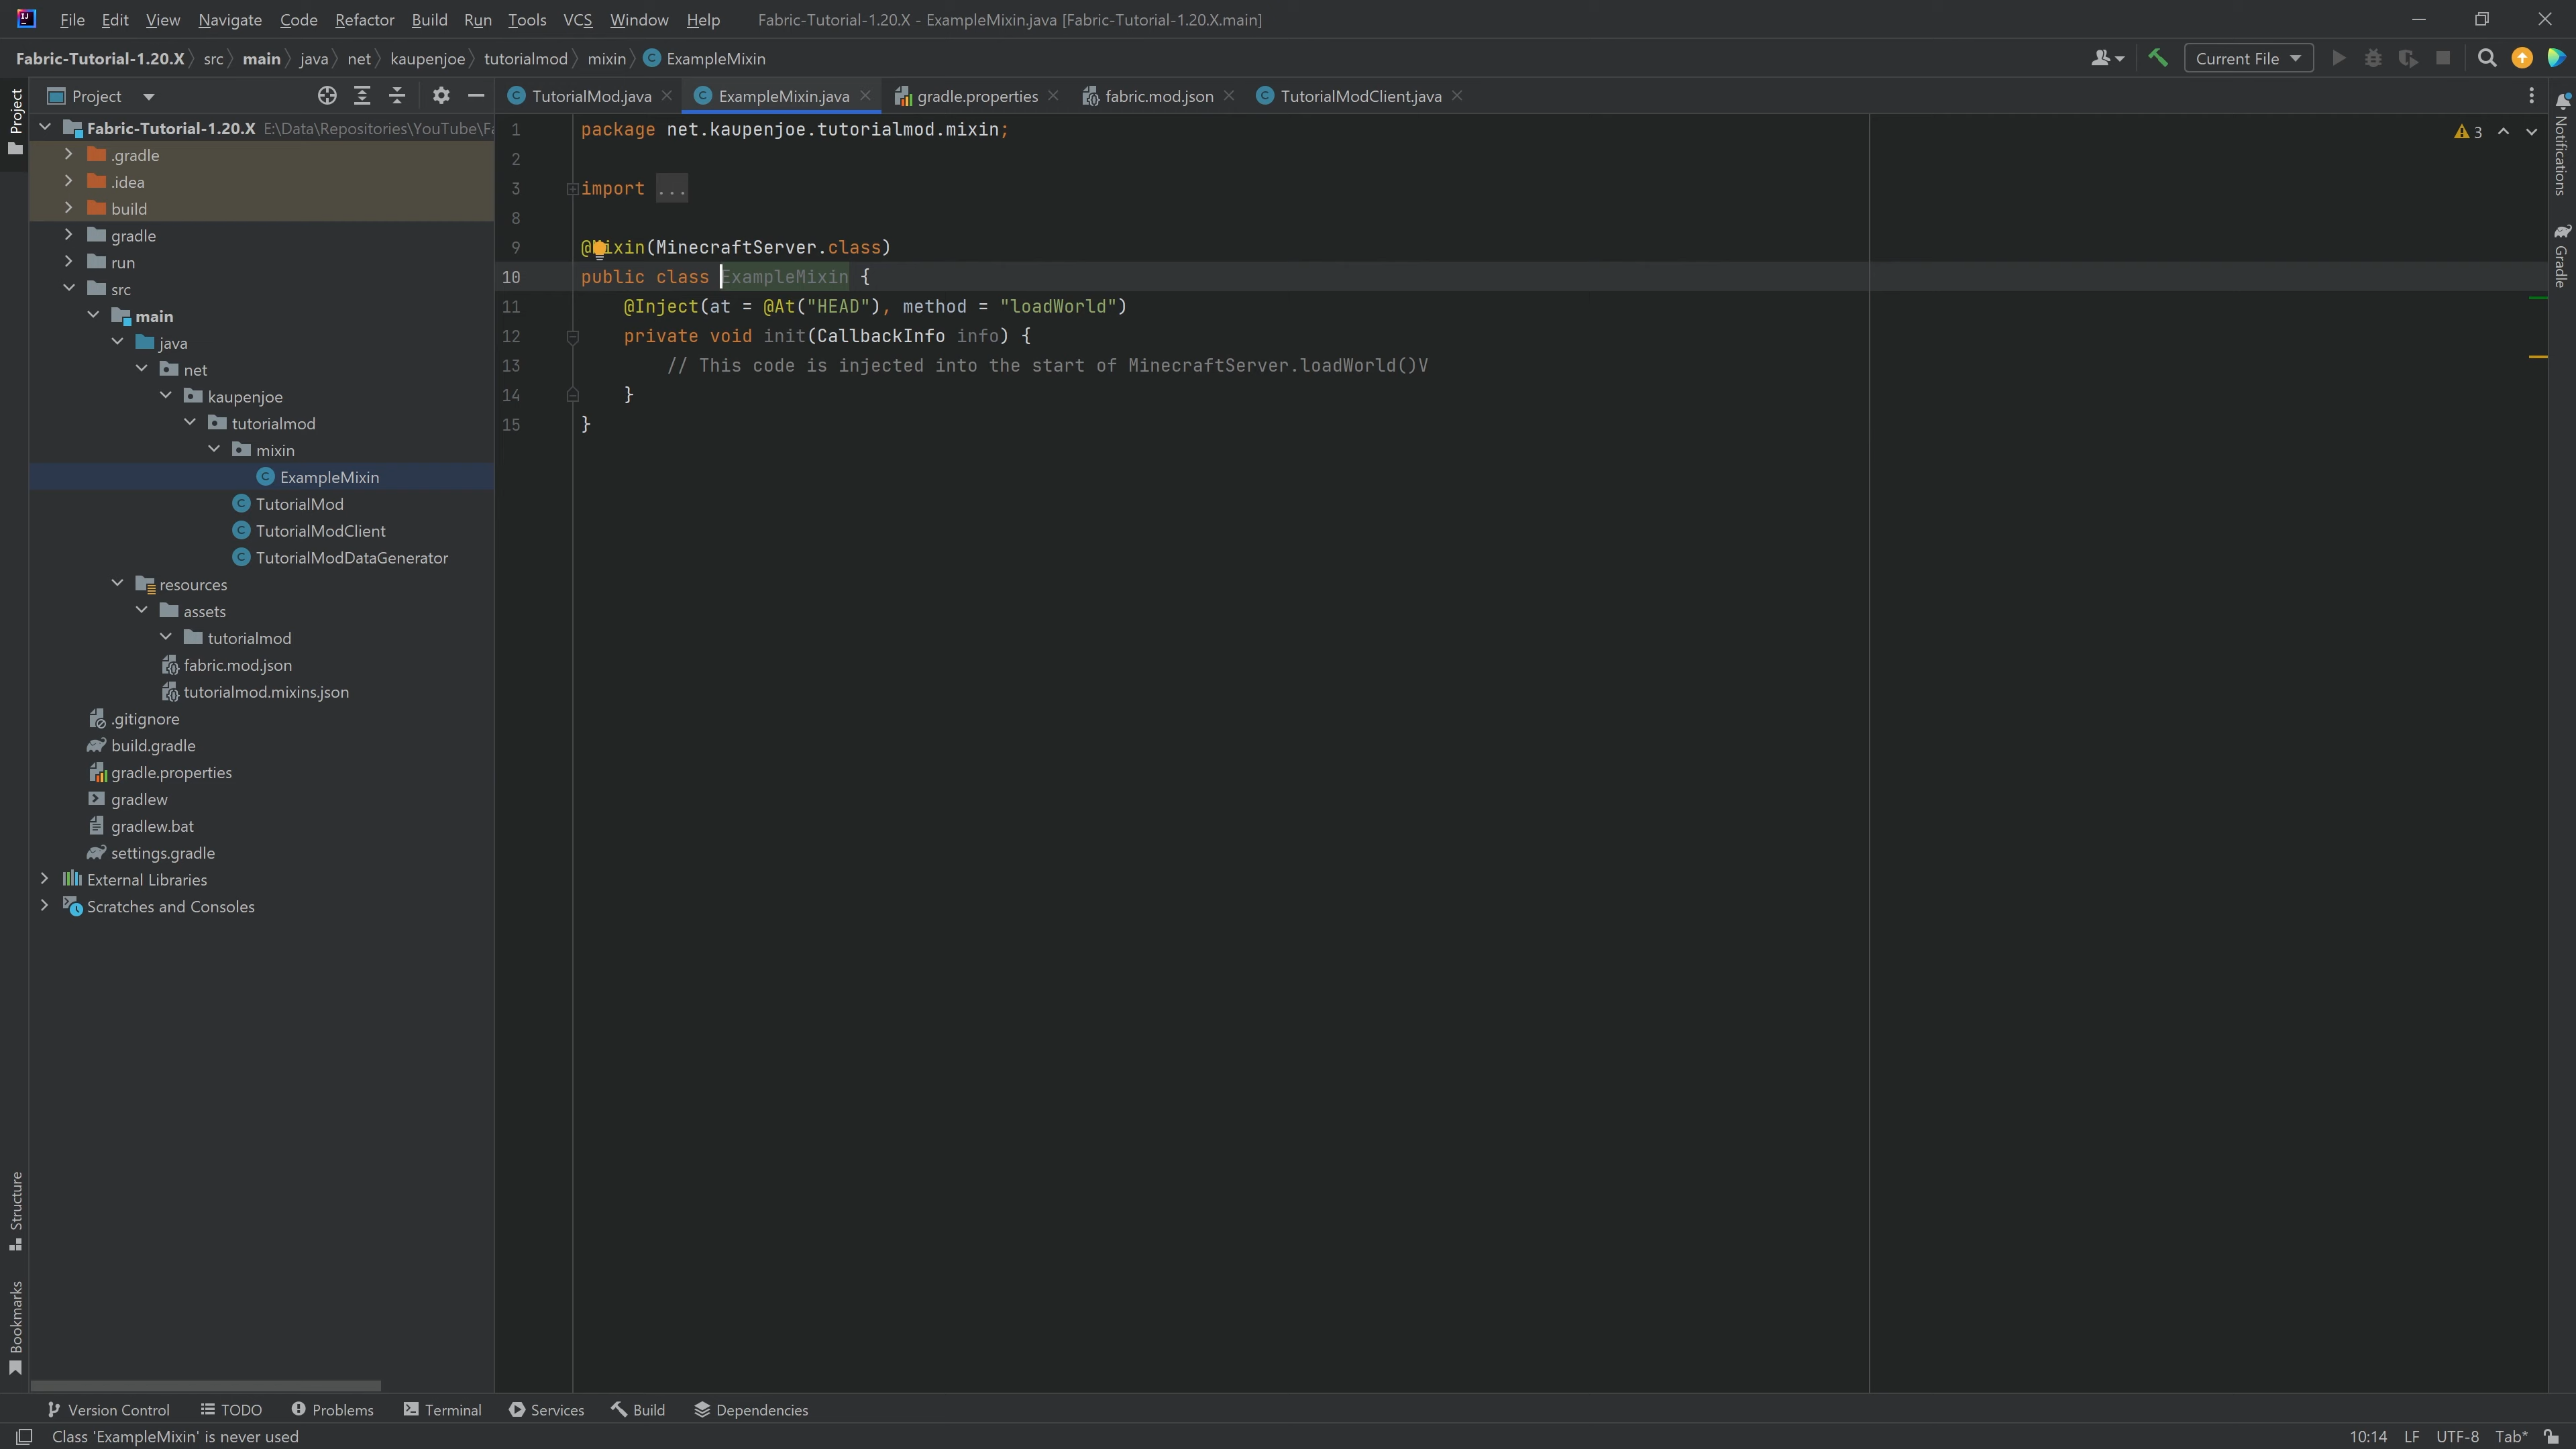 File Edit View Navigate Code Refactor Build Run Tools VCS Window Help Fabric-Tutorial-1.20.X - ExampleMixin.java [Fabric-Tutorial-1.20.X.main]
Fabric-Tutorial-1.20.X src main java net kaupenjoe tutorialmod mixin ExampleMixin Current File
Project
TutorialMod.java ExampleMixin.java gradle.properties fabric.mod.json TutorialModClient.java
Project
Fabric-Tutorial-1.20.X E:\Data\Repositories\YouTube\Fa
.gradle
.idea
build
gradle
run
src
main
java
net
kaupenjoe
tutorialmod
mixin
ExampleMixin
TutorialMod
TutorialModClient
TutorialModDataGenerator
resources
assets
tutorialmod
fabric.mod.json
tutorialmod.mixins.json
.gitignore
build.gradle
gradle.properties
gradlew
gradlew.bat
settings.gradle
External Libraries
Scratches and Consoles
Structure
Bookmarks
1 package net.kaupenjoe.tutorialmod.mixin;
2
3 import ...
8
9 @Mixin(MinecraftServer.class)
10 public class ExampleMixin {
11 @Inject(at = @At("HEAD"), method = "loadWorld")
12 private void init(CallbackInfo info) {
13 // This code is injected into the start of MinecraftServer.loadWorld()V
14 }
15 }
3
Notifications
Gradle
Version Control TODO Problems Terminal Services Build Dependencies
Class 'ExampleMixin' is never used 10:14 LF UTF-8 Tab*